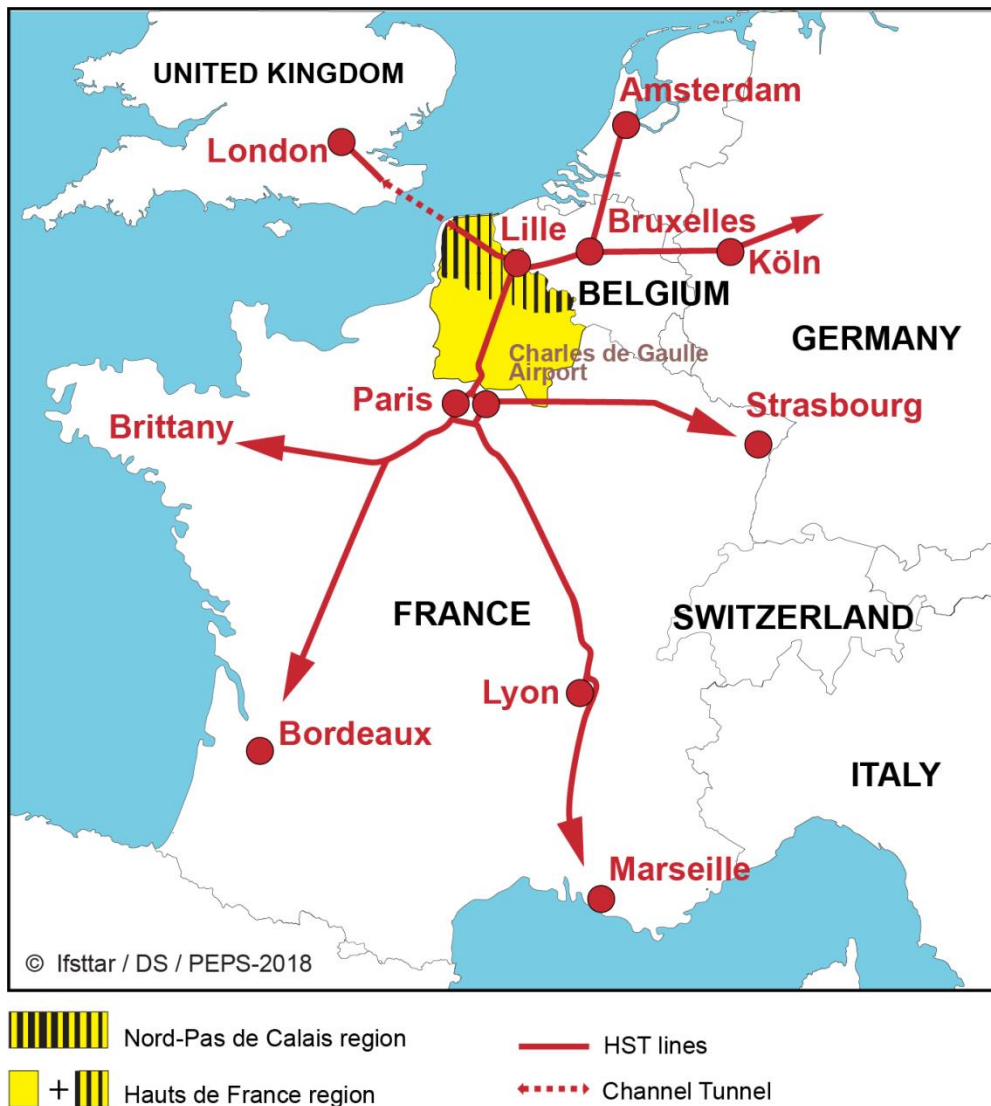 UNITED KINGDOM
Amsterdam
London
Lille
Bruxelles
Köln
BELGIUM
GERMANY
Charles de Gaulle
Airport
Paris
Strasbourg
Brittany
FRANCE
SWITZERLAND
Lyon
Bordeaux
ITALY
Marseille
© Ifsttar / DS / PEPS-2018
Nord-Pas de Calais region
HST lines
+ Hauts de France region
Channel Tunnel